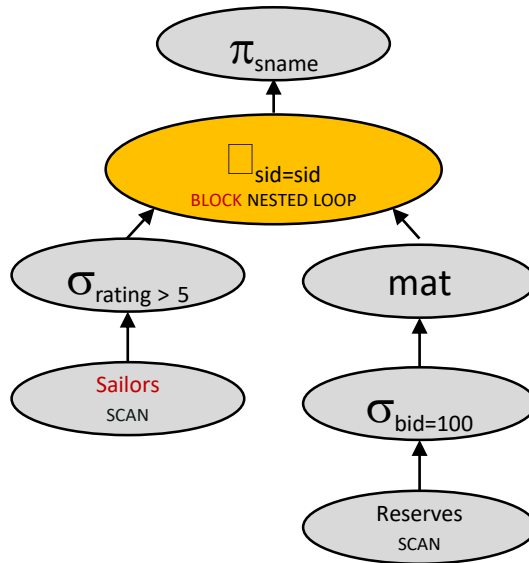 π sname
□ sid=sid
BLOCK NESTED LOOP
σ rating > 5
mat
Sailors
SCAN
σ bid=100
Reserves
SCAN